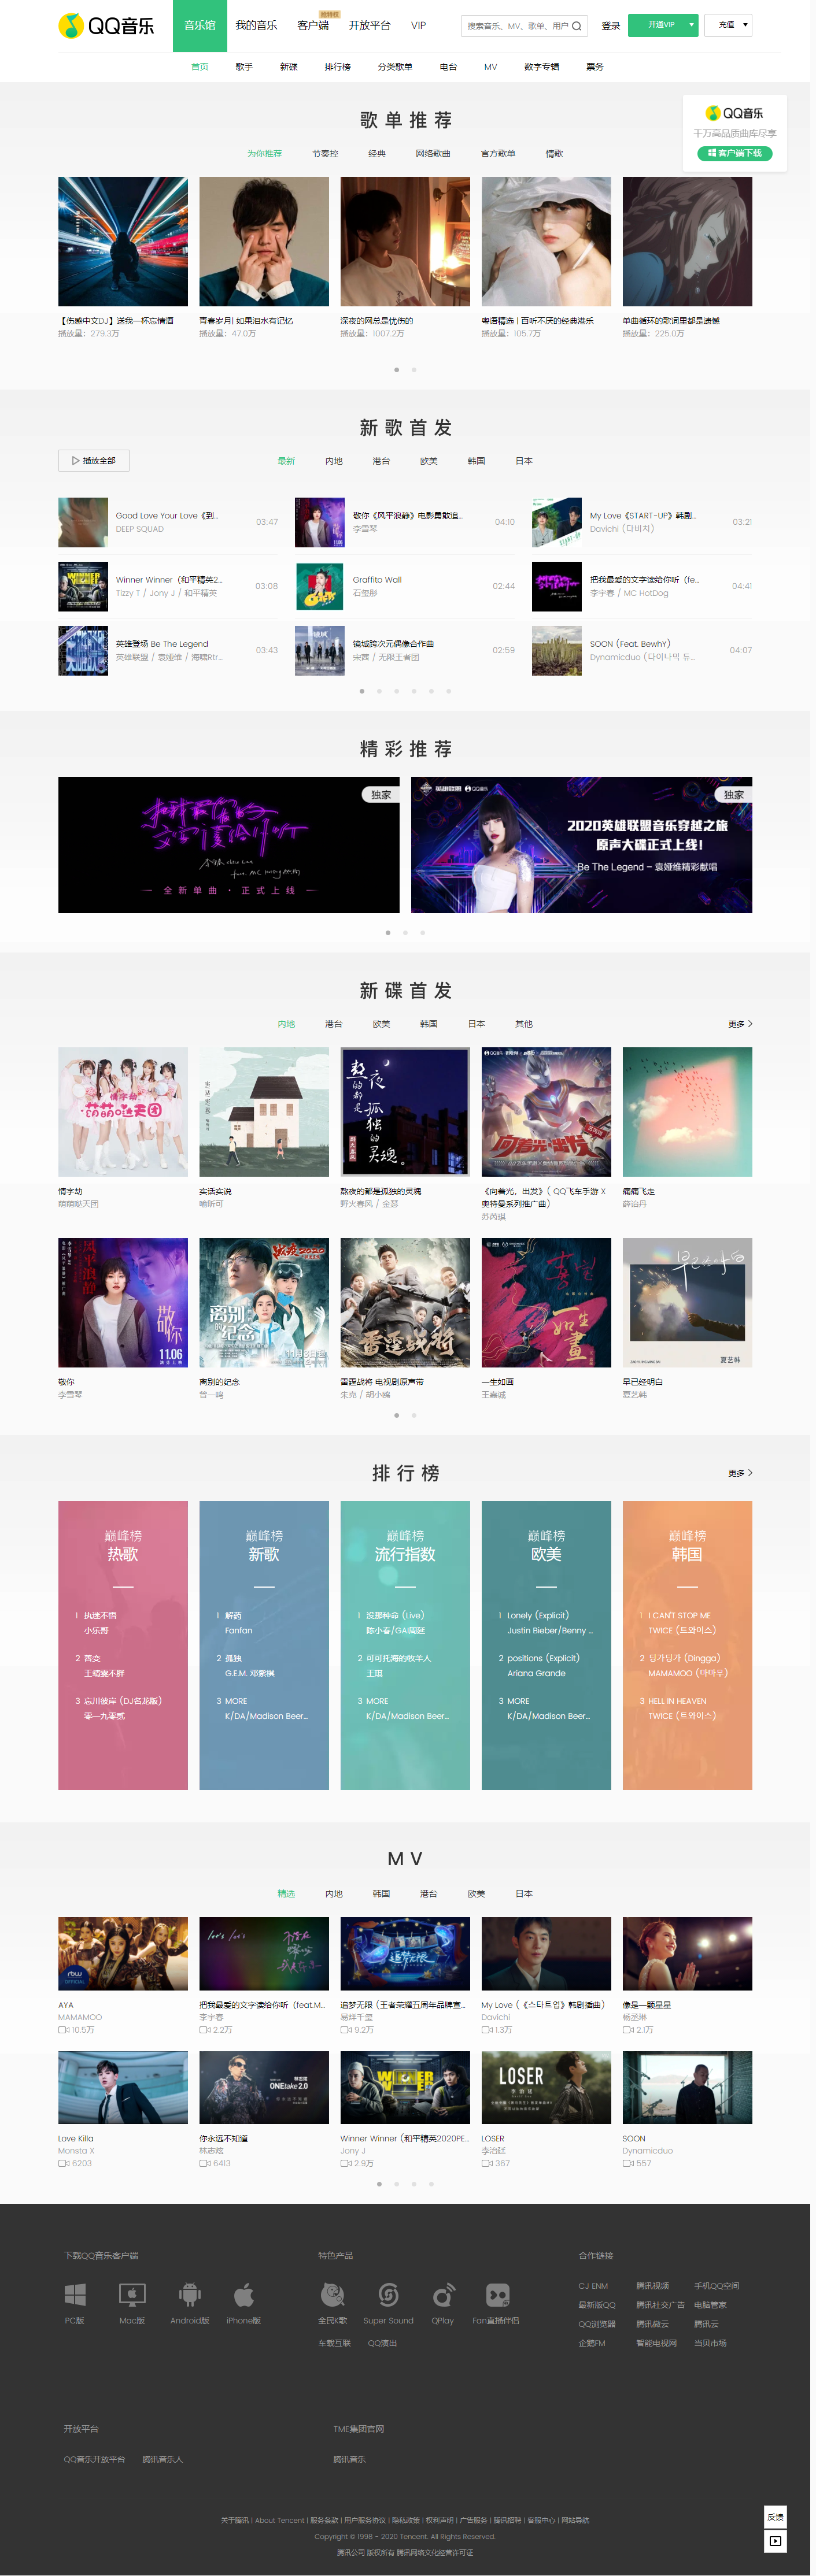 QQ音乐
音乐馆
我的音乐
客户端
开放平台
VIP
搜索音乐、MV、歌单、用户
登录
开通VIP
充值
首页
歌手
新碟
排行榜
分类歌单
电台
MV
数字专辑
票务
QQ音乐
千万高品质曲库尽享
客户端下载
歌单推荐
为你推荐
节奏控
经典
网络歌曲
官方歌单
情歌
【伤感中文DJ】送我一杯忘情酒
播放量：279.3万
青春岁月| 如果泪水有记忆
播放量：47.0万
深夜的网总是忧伤的
播放量：1007.2万
粤语精选 | 百听不厌的经典港乐
播放量：105.7万
单曲循环的歌词里都是遗憾
播放量：225.0万
新歌首发
播放全部
最新
内地
港台
欧美
韩国
日本
Good Love Your Love《到...
DEEP SQUAD
03:47
敬你《风平浪静》电影勇敢追...
李雪琴
04:10
My Love《START-UP》韩剧...
Davichi (다비치)
03:21
Winner Winner（和平精英2...
Tizzy T / Jony J / 和平精英
03:08
Graffito Wall
石玺彤
02:44
把我最爱的文字读给你听（fe...
李宇春 / MC HotDog
04:41
英雄登场 Be The Legend
英雄联盟 / 袁娅维 / 海啸Rtr...
03:43
镜域跨次元偶像合作曲
宋茜 / 无限王者团
02:59
SOON (Feat. BewhY)
Dynamicduo (다이나믹 듀...
04:07
精彩推荐
独家
全新单曲 · 正式上线
英雄联盟
QQ音乐
独家
2020英雄联盟音乐穿越之旅
原声大碟正式上线！
Be The Legend – 袁娅维精彩献唱
新碟首发
内地
港台
欧美
韩国
日本
其他
更多
情字劫
萌萌哒天团
实话实说
喻昕可
熬夜的都是孤独的灵魂
野火春风 / 金瑟
《向着光，出发》( QQ飞车手游 X
奥特曼系列推广曲)
苏芮琪
痛痛飞走
薛诒丹
风平浪静
敬你
11.06
离别的纪念
雷霆战将
一生如画
夏艺韩
敬你
李雪琴
离别的纪念
曾一鸣
雷霆战将 电视剧原声带
朱克 / 胡小鸥
一生如画
王嘉诚
早已经明白
夏艺韩
排行榜
更多
巅峰榜
热歌
1 执迷不悟
小乐哥
2 善变
王靖雯不胖
3 忘川彼岸 (DJ名龙版)
零一九零贰
巅峰榜
新歌
1 解药
Fanfan
2 孤独
G.E.M. 邓紫棋
3 MORE
K/DA/Madison Beer...
巅峰榜
流行指数
1 没那种命 (Live)
陈小春/GAI周延
2 可可托海的牧羊人
王琪
3 MORE
K/DA/Madison Beer...
巅峰榜
欧美
1 Lonely (Explicit)
Justin Bieber/Benny ...
2 positions (Explicit)
Ariana Grande
3 MORE
K/DA/Madison Beer...
巅峰榜
韩国
1 I CAN'T STOP ME
TWICE (트와이스)
2 딩가딩가 (Dingga)
MAMAMOO (마마무)
3 HELL IN HEAVEN
TWICE (트와이스)
MV
精选
内地
韩国
港台
欧美
日本
AYA
MAMAMOO
10.5万
把我最爱的文字读给你听（feat.M...
李宇春
2.2万
追梦无限 (王者荣耀五周年品牌宣...
易烊千玺
9.2万
My Love (《스타트업》韩剧插曲)
Davichi
1.3万
像是一颗星星
杨丞琳
2.1万
ONEtake 2.0
LOSER
Love Killa
Monsta X
6203
你永远不知道
林志炫
6413
Winner Winner (和平精英2020PE...
Jony J
2.9万
LOSER
李治廷
367
SOON
Dynamicduo
557
下载QQ音乐客户端
PC版
Mac版
Android版
iPhone版
特色产品
全民K歌
Super Sound
QPlay
Fan直播伴侣
车载互联
QQ演出
合作链接
CJ ENM
腾讯视频
手机QQ空间
最新版QQ
腾讯社交广告
电脑管家
QQ浏览器
腾讯微云
腾讯云
企鹅FM
智能电视网
当贝市场
开放平台
QQ音乐开放平台
腾讯音乐人
TME集团官网
腾讯音乐
反馈
关于腾讯 | About Tencent | 服务条款 | 用户服务协议 | 隐私政策 | 权利声明 | 广告服务 | 腾讯招聘 | 客服中心 | 网站导航
Copyright © 1998 – 2020 Tencent. All Rights Reserved.
腾讯公司 版权所有 腾讯网络文化经营许可证